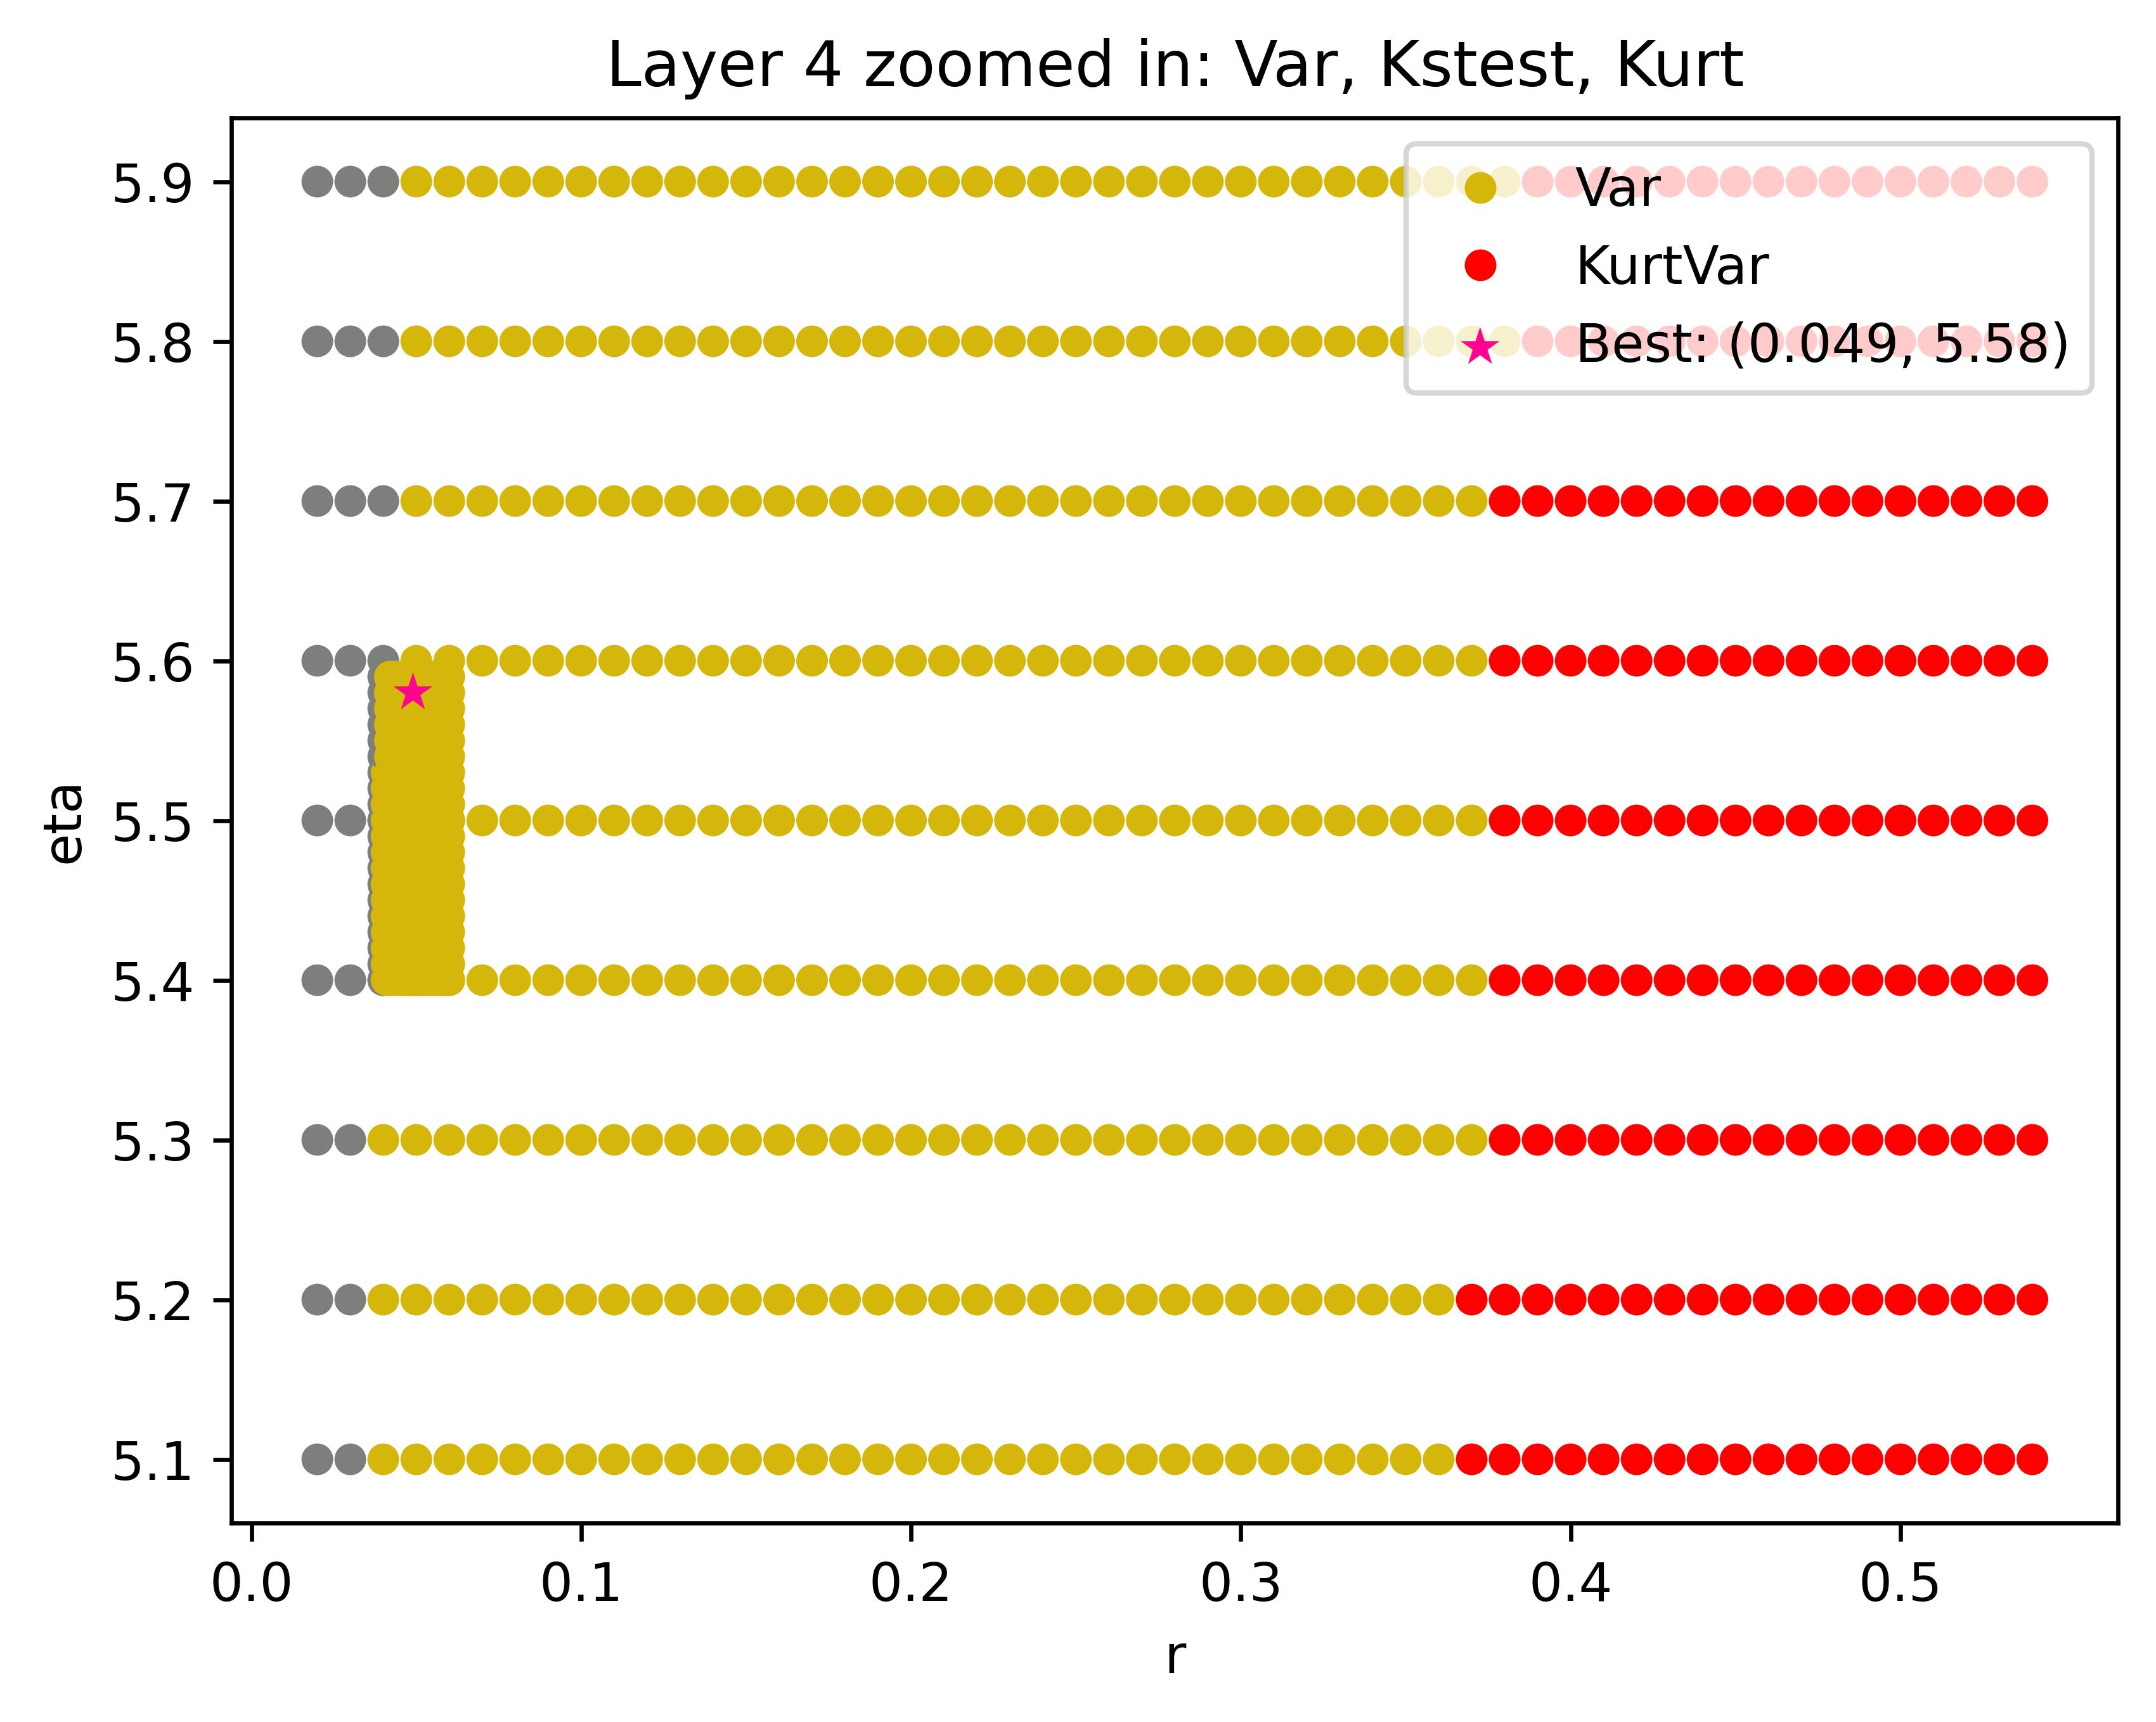 Layer 4 zoomed in: Var, Kstest, Kurt
Var
KurtVar
Best: (0.049, 5.58)
5.9
5.8
5.7
5.6
5.5
5.4
5.3
5.2
5.1
eta
0.0 0.1 0.2 0.3 0.4 0.5
r